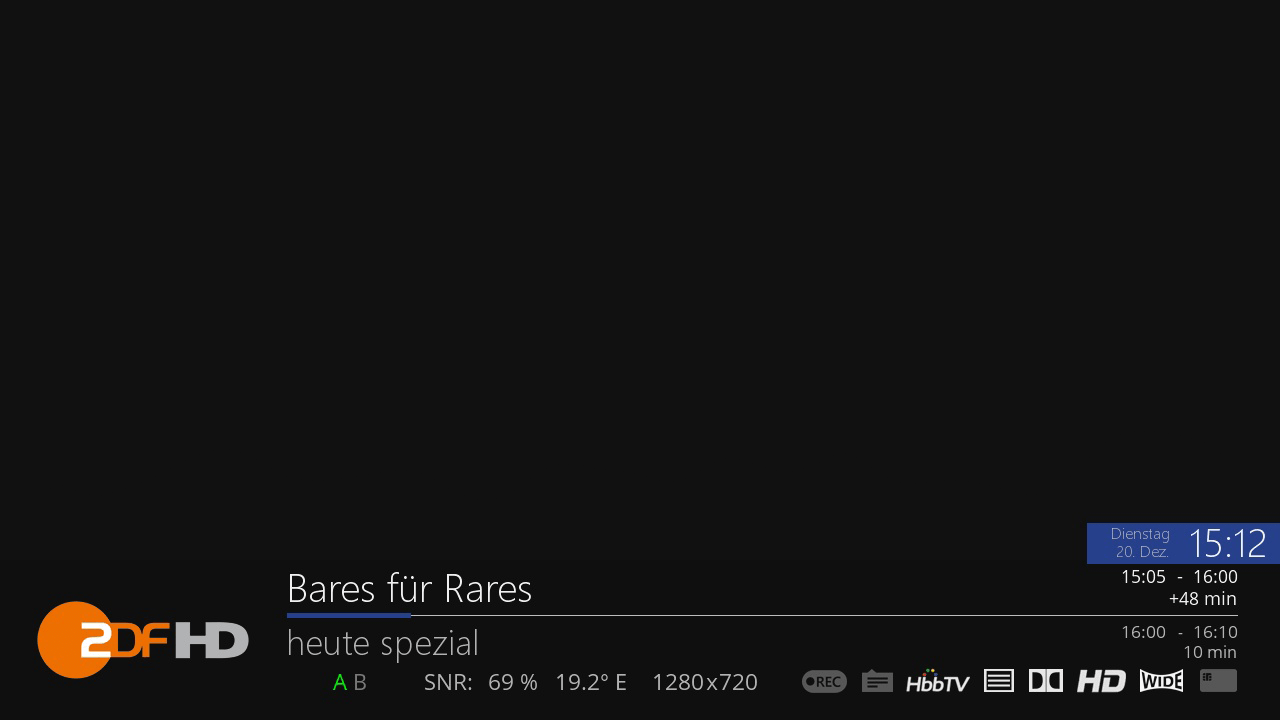 Dienstag
20. Dez.
15:12
Bares für Rares
15:05 - 16:00
+48 min
2DF HD
heute spezial
16:00 - 16:10
10 min
A B SNR: 69 % 19.2° E 1280x720 REC HbbTV HD WIDE